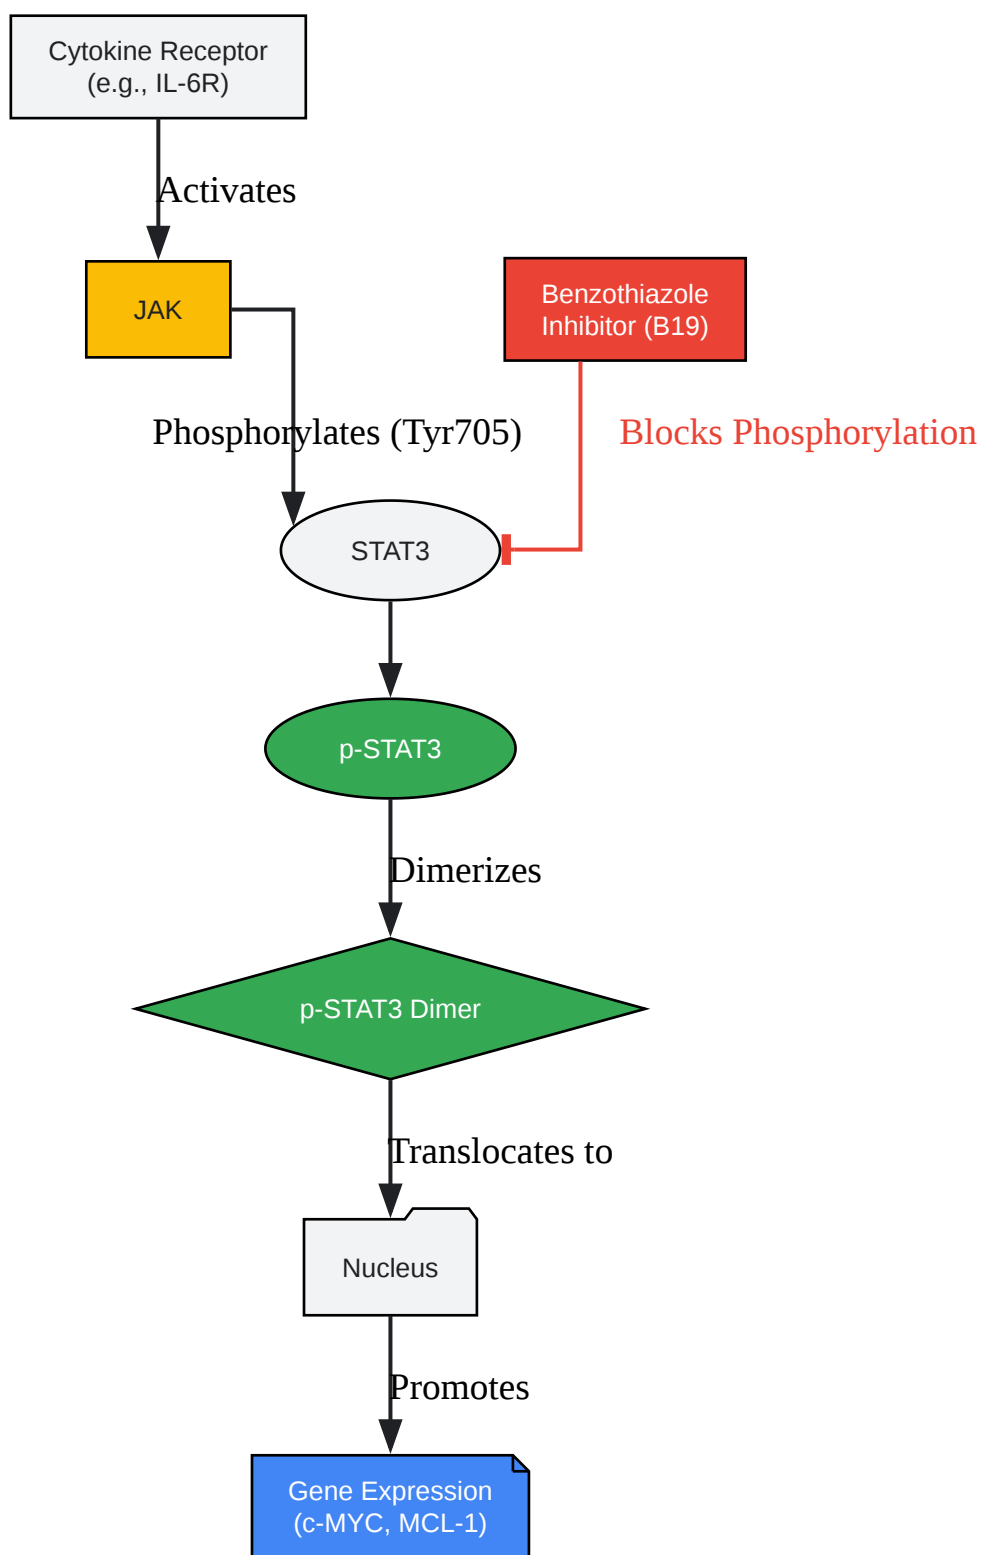 Cytokine Receptor
(e.g., IL-6R)
Activates
JAK
Benzothiazole
Inhibitor (B19)
Phosphorylates (Tyr705)
Blocks Phosphorylation
STAT3
p-STAT3
Dimerizes
p-STAT3 Dimer
Translocates to
Nucleus
Promotes
Gene Expression
(c-MYC, MCL-1)